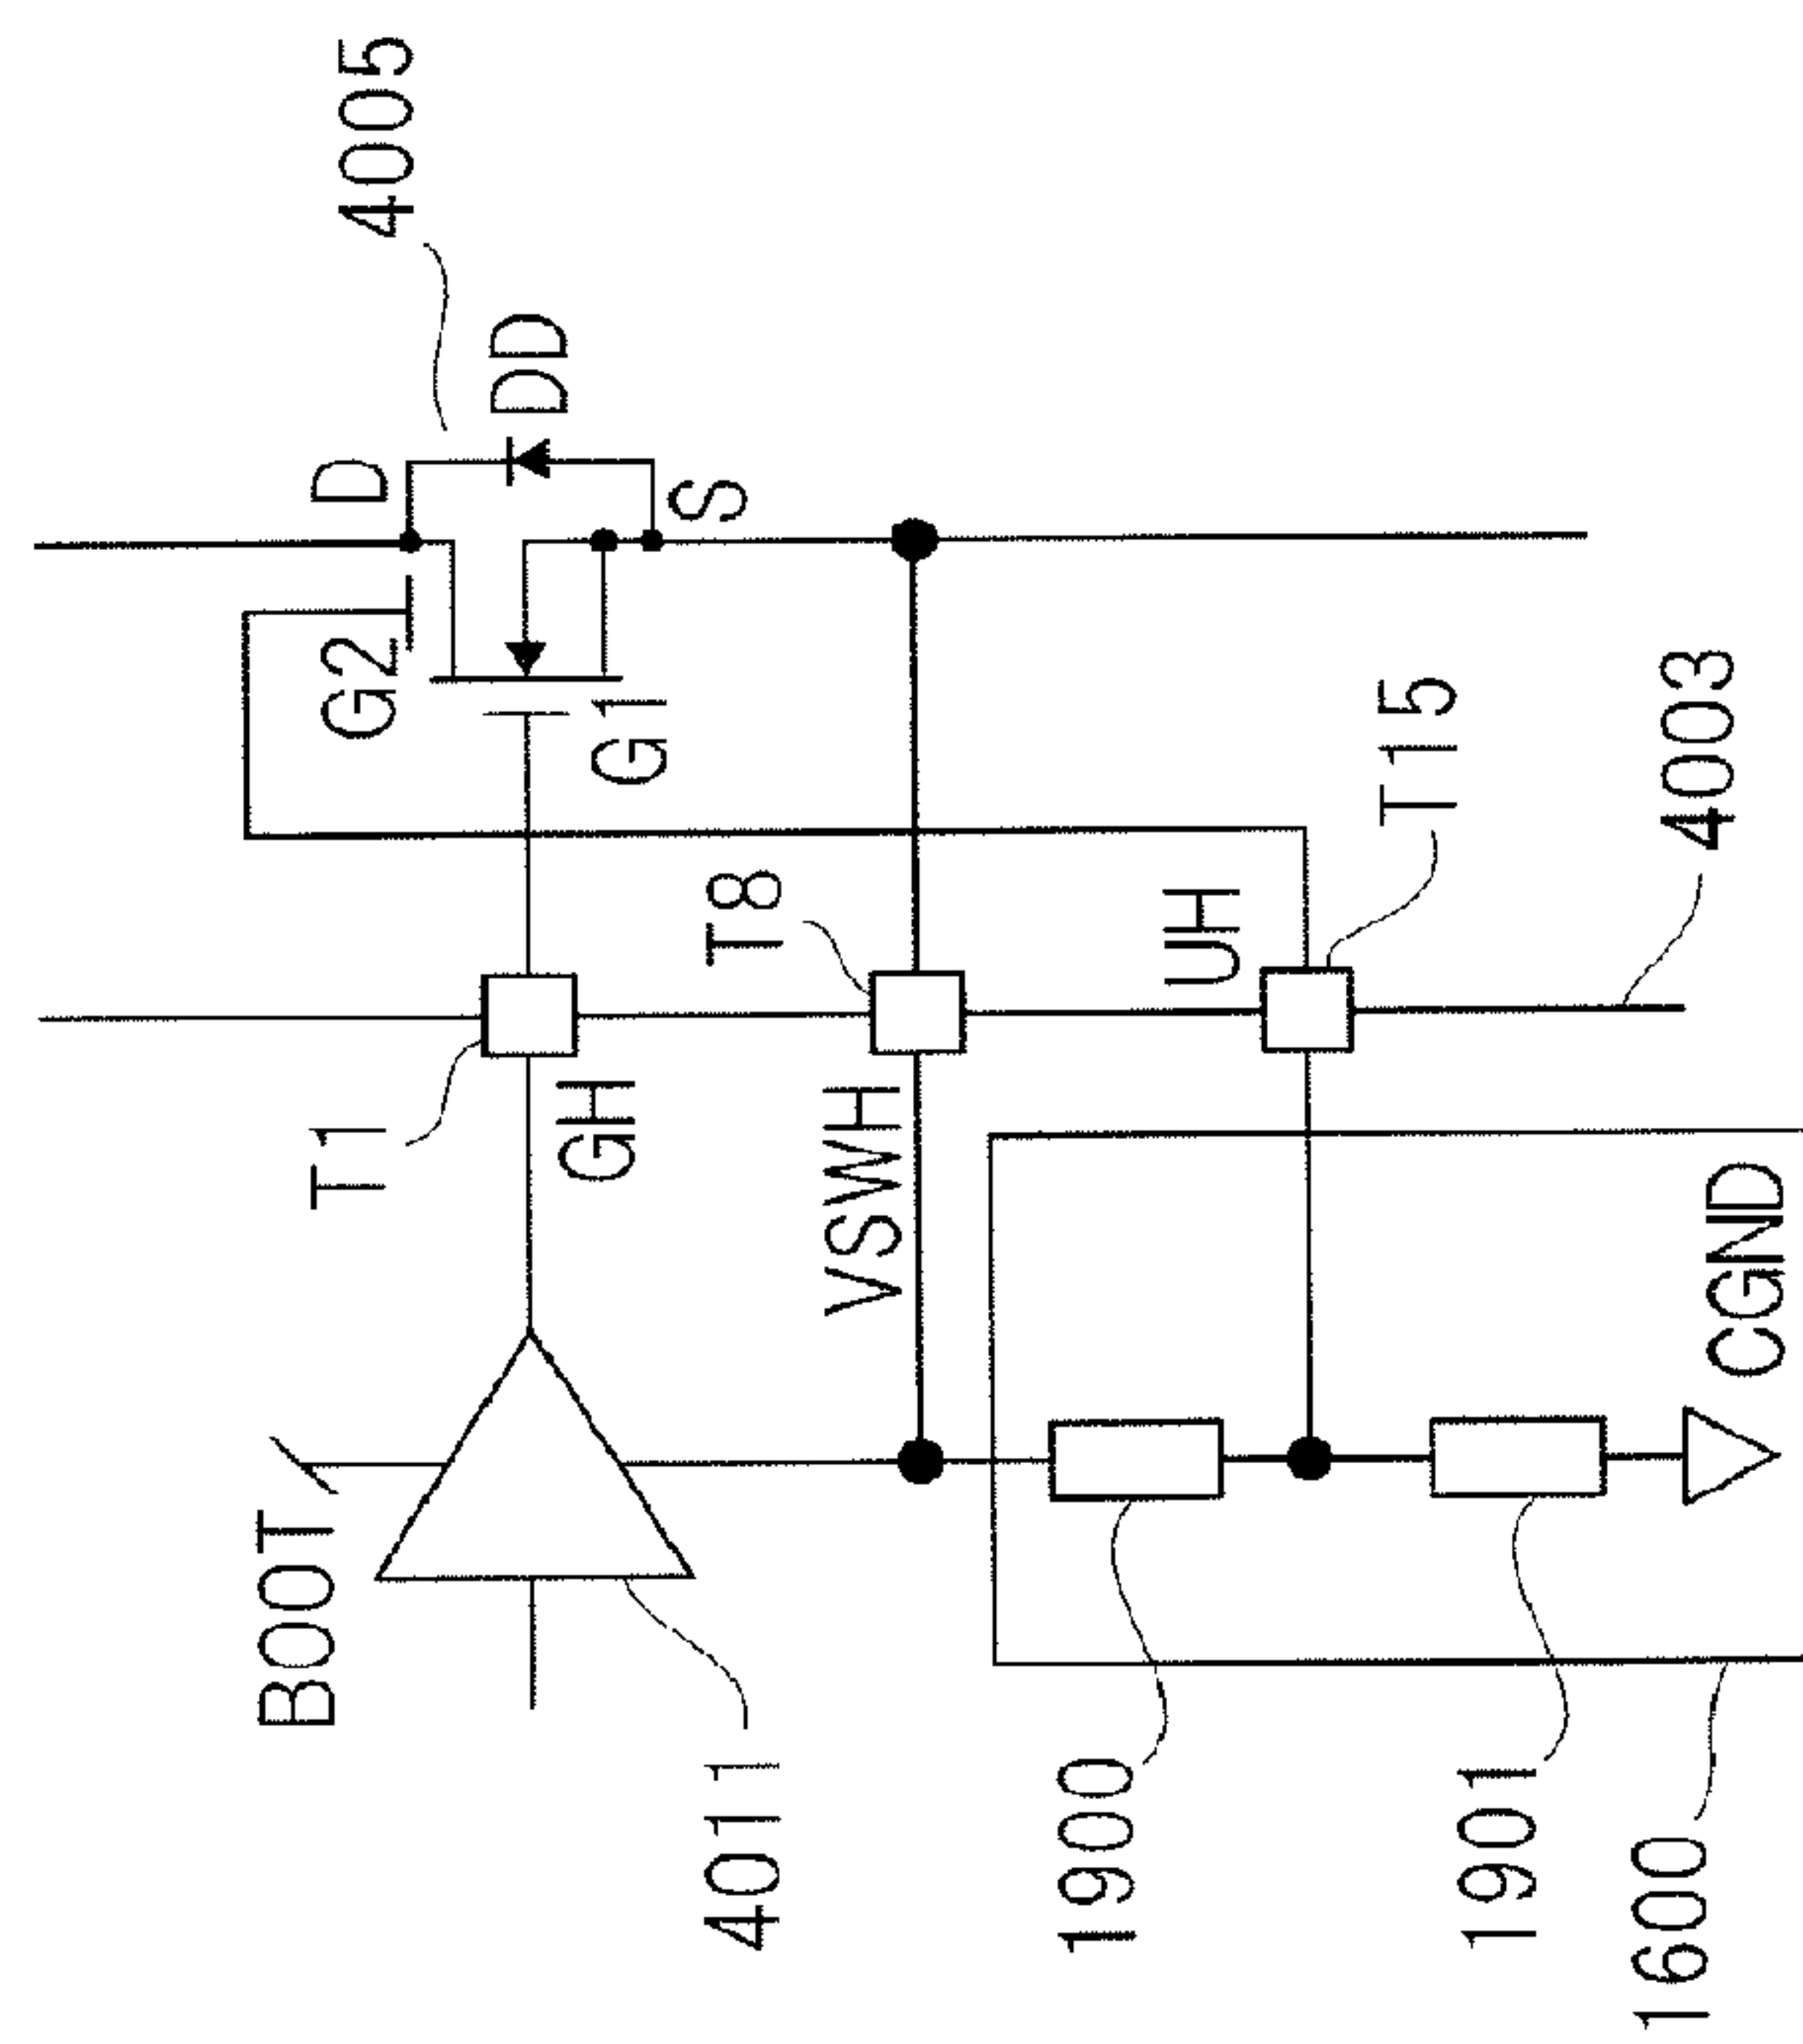 BOOT
T1
G2
D
4005
DD
GH
G1
S
4011
T8
VSWH
1900
UH
T15
1901
1600
4003
CGND